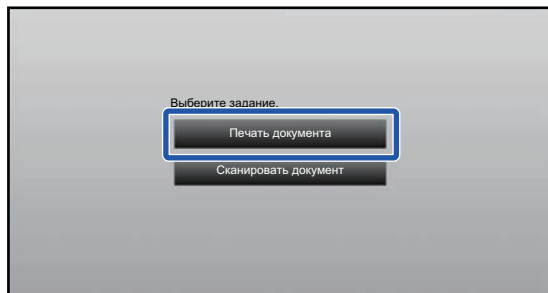 Выберите задание.
Печать документа
Сканировать документ